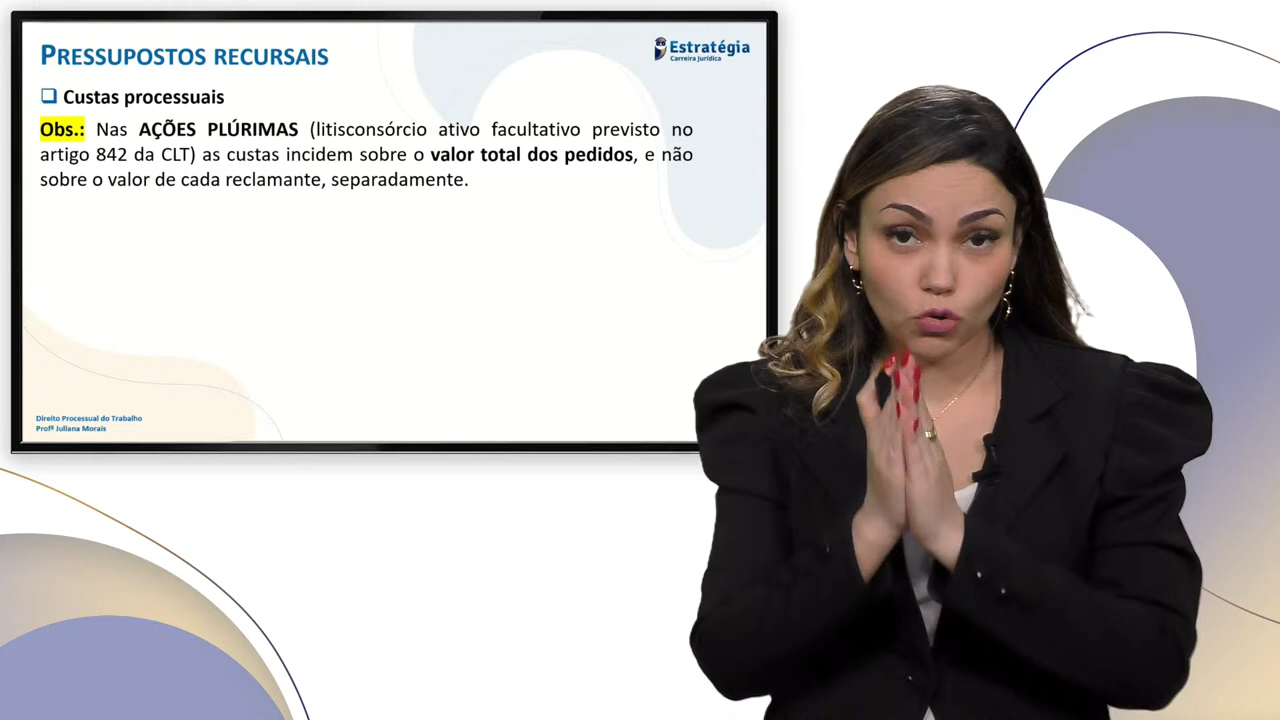 PRESSUPOSTOS RECURSAIS
Estratégia
Carreira Jurídica
❑ Custas processuais
Obs.: Nas AÇÕES PLÚRIMAS (litisconsórcio ativo facultativo previsto no
artigo 842 da CLT) as custas incidem sobre o valor total dos pedidos, e não
sobre o valor de cada reclamante, separadamente.
Direito Processual do Trabalho
Profª Juliana Morais